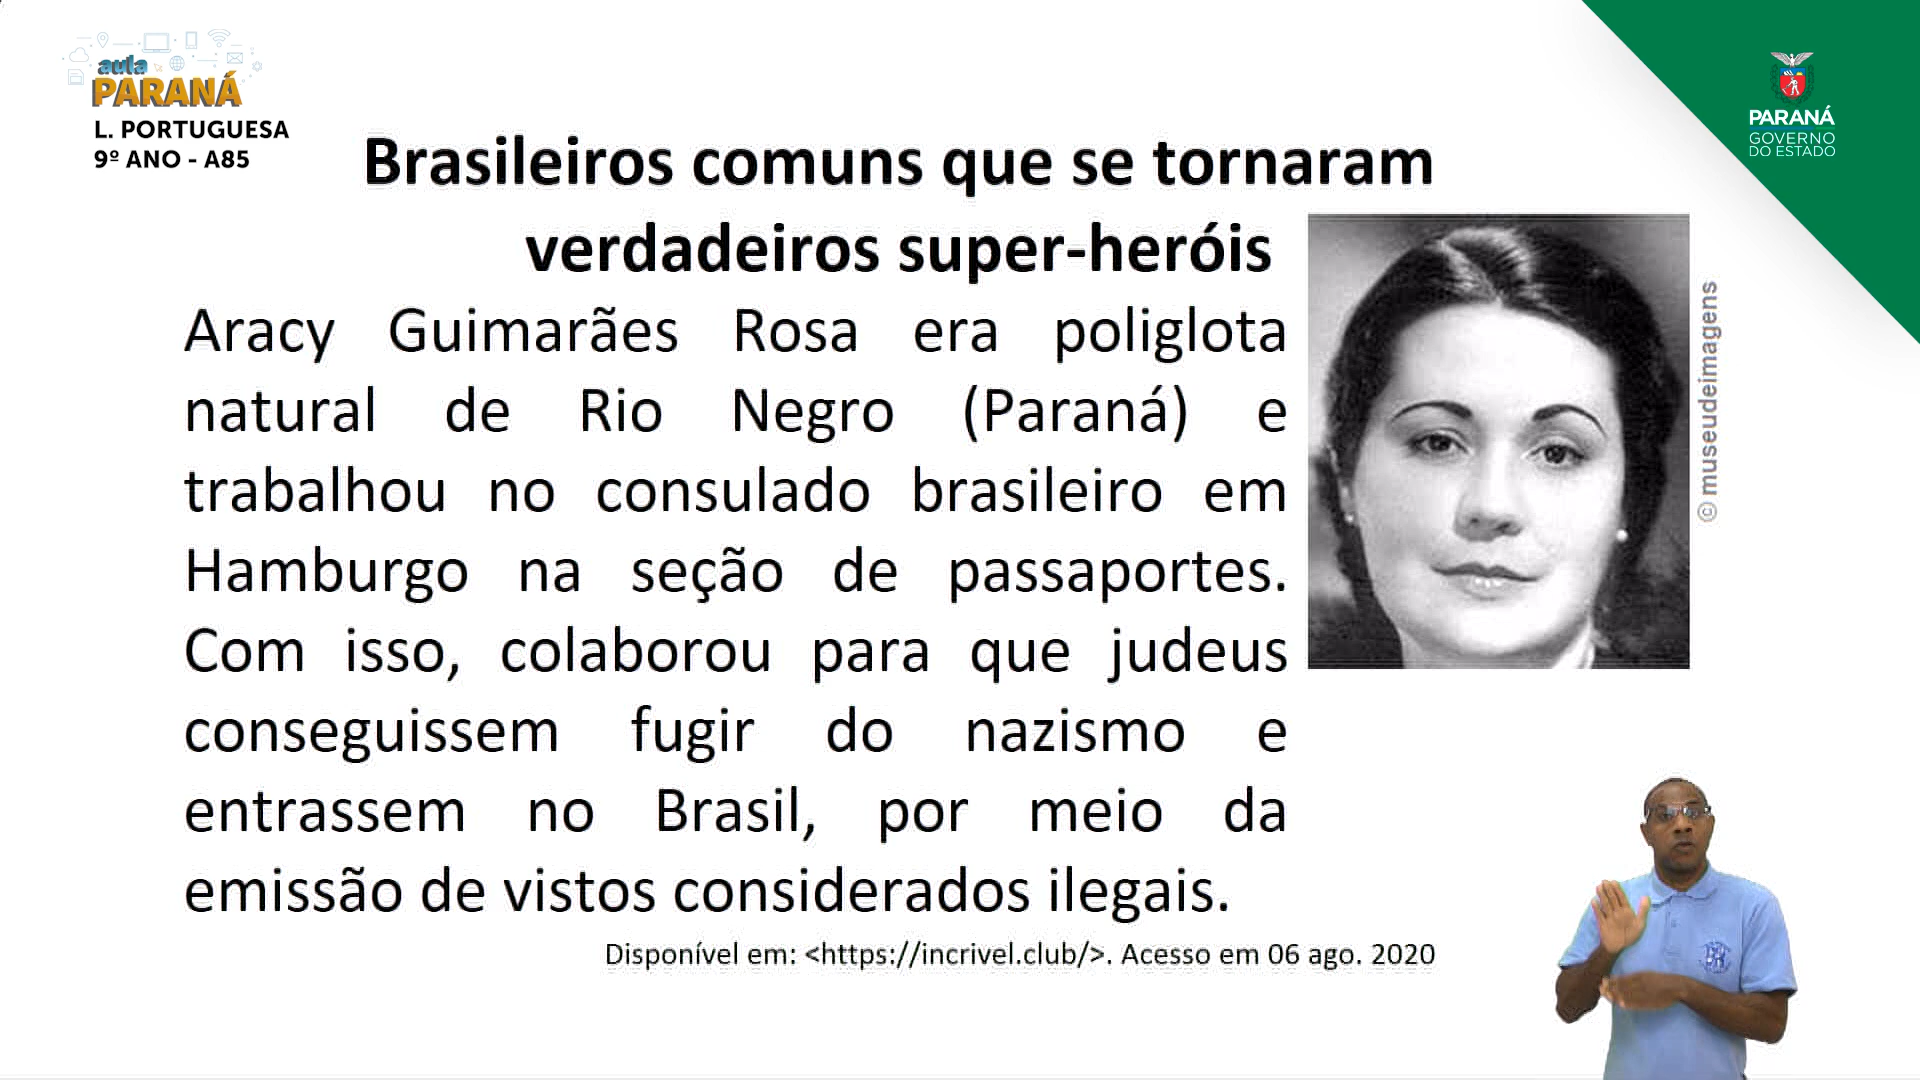 aula
PARANÁ
L. PORTUGUESA
9º ANO - A85
PARANÁ
GOVERNO
DO ESTADO
Brasileiros comuns que se tornaram
verdadeiros super-heróis
Aracy Guimarães Rosa era poliglota
natural de Rio Negro (Paraná) e
trabalhou no consulado brasileiro em
Hamburgo na seção de passaportes.
Com isso, colaborou para que judeus
conseguissem fugir do nazismo e
entrassem no Brasil, por meio da
emissão de vistos considerados ilegais.
© museudeimagens
Disponível em: <https://incrivel.club/>. Acesso em 06 ago. 2020